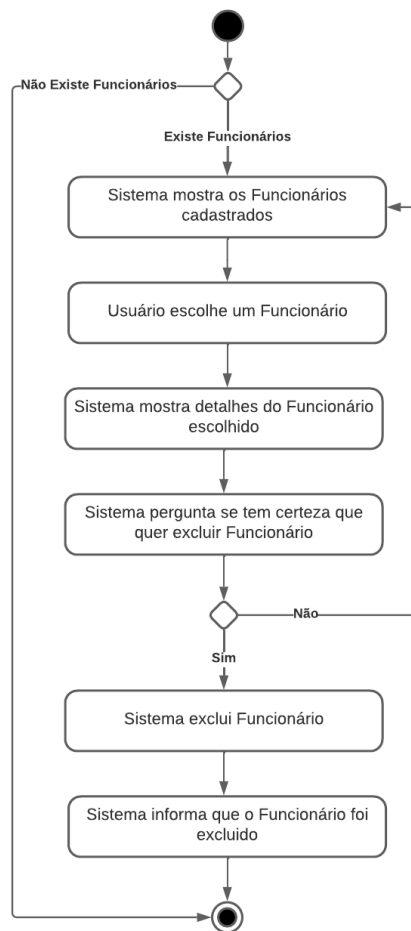 Não Existe Funcionários
Existe Funcionários
Sistema mostra os Funcionários
cadastrados
Usuário escolhe um Funcionário
Sistema mostra detalhes do Funcionário
escolhido
Sistema pergunta se tem certeza que
quer excluir Funcionário
Não
Sim
Sistema exclui Funcionário
Sistema informa que o Funcionário foi
excluido